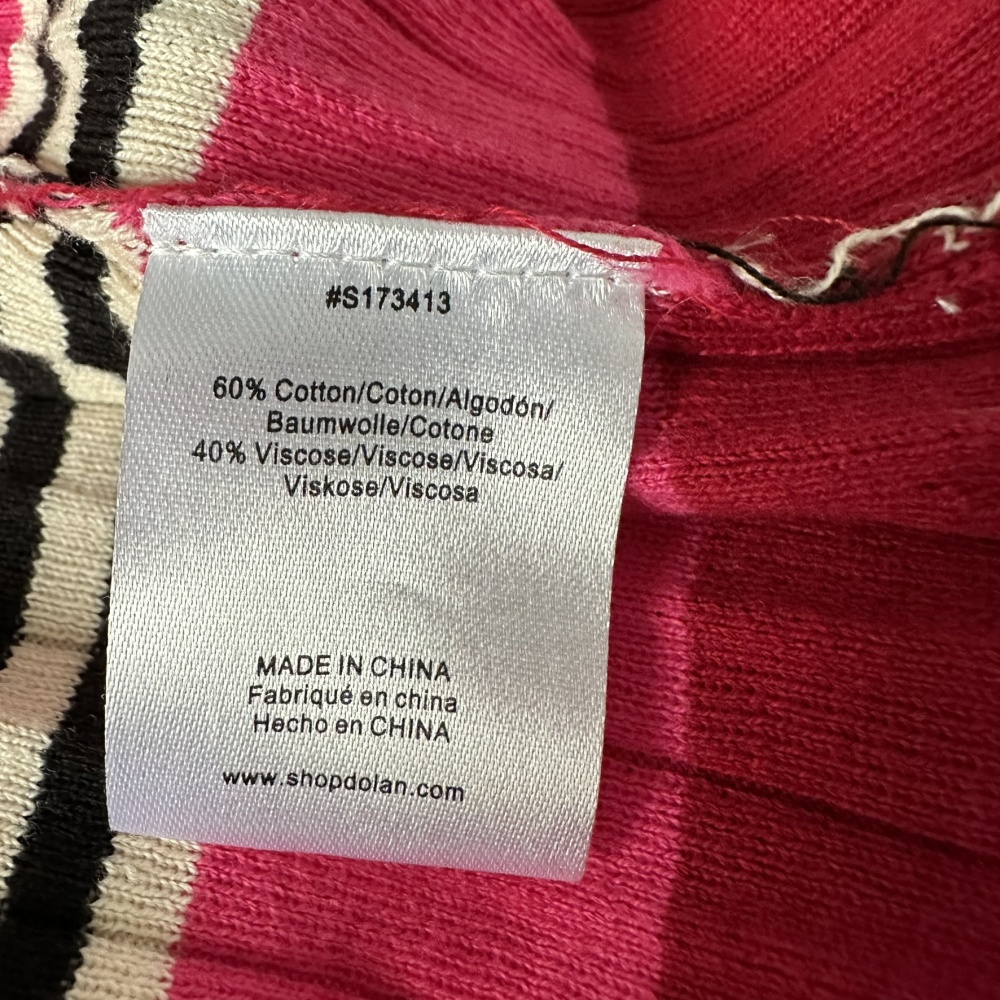 #S173413
60% Cotton/Coton/Algodón/
Baumwolle/Cotone
40% Viscose/Viscose/Viscosa/
Viskose/Viscosa
MADE IN CHINA
Fabriqué en china
Hecho en CHINA
www.shopdolan.com